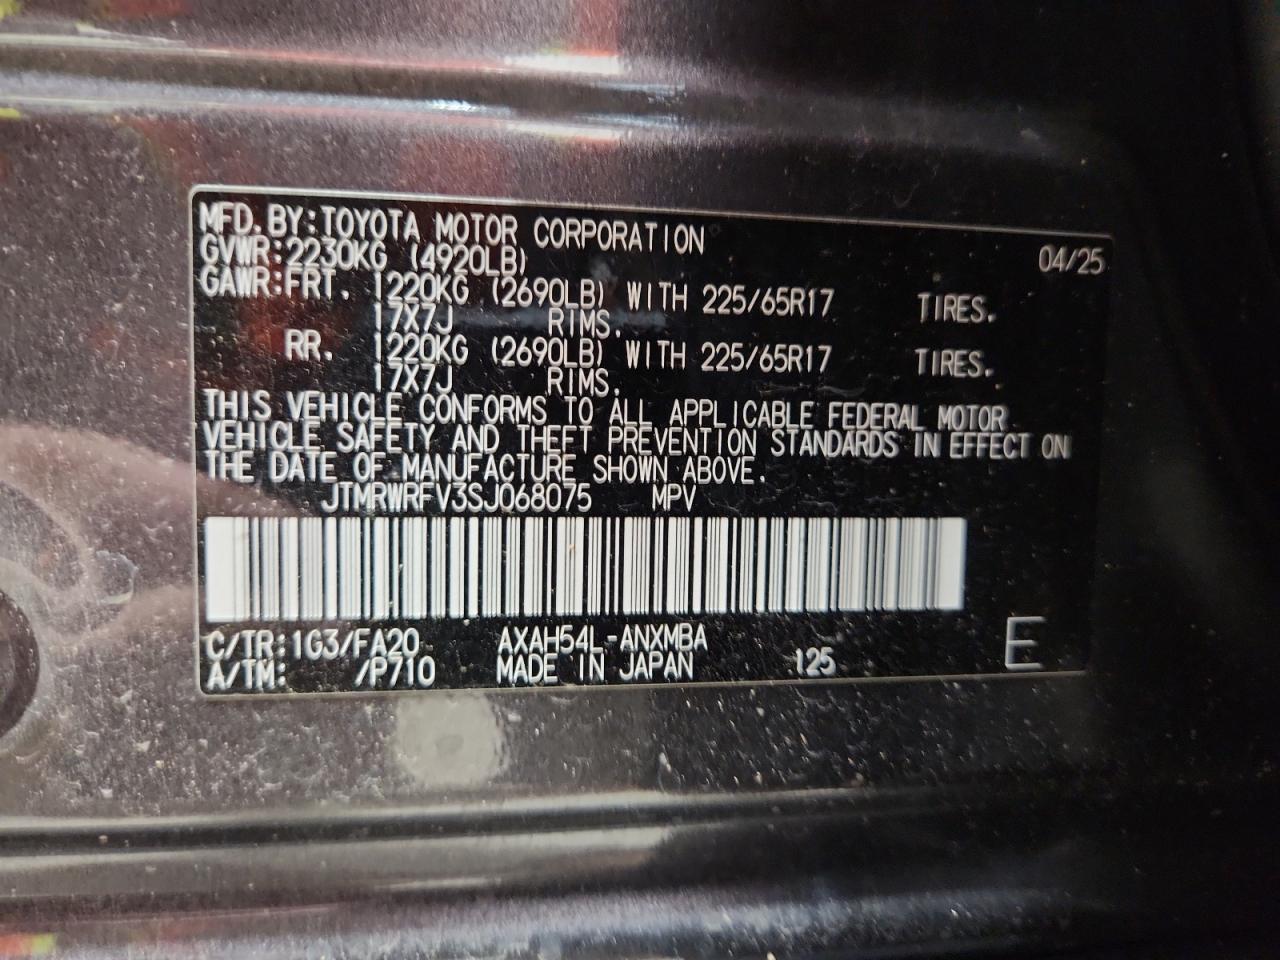 MFD.BY:TOYOTA MOTOR CORPORATION 04/25
GVWR:2230KG (4920LB)
GAWR:FRT. 1220KG (2690LB) WITH 225/65R17 TIRES.
17X7J RIMS.
RR. 1220KG (2690LB) WITH 225/65R17 TIRES.
17X7J RIMS.
THIS VEHICLE CONFORMS TO ALL APPLICABLE FEDERAL MOTOR
VEHICLE SAFETY AND THEFT PREVENTION STANDARDS IN EFFECT ON
THE DATE OF MANUFACTURE SHOWN ABOVE.
JTMRWRFV3SJ068075 MPV
C/TR:1G3/FA20 AXAH54L-ANXMBA
A/TM: /P710 MADE IN JAPAN 125 E